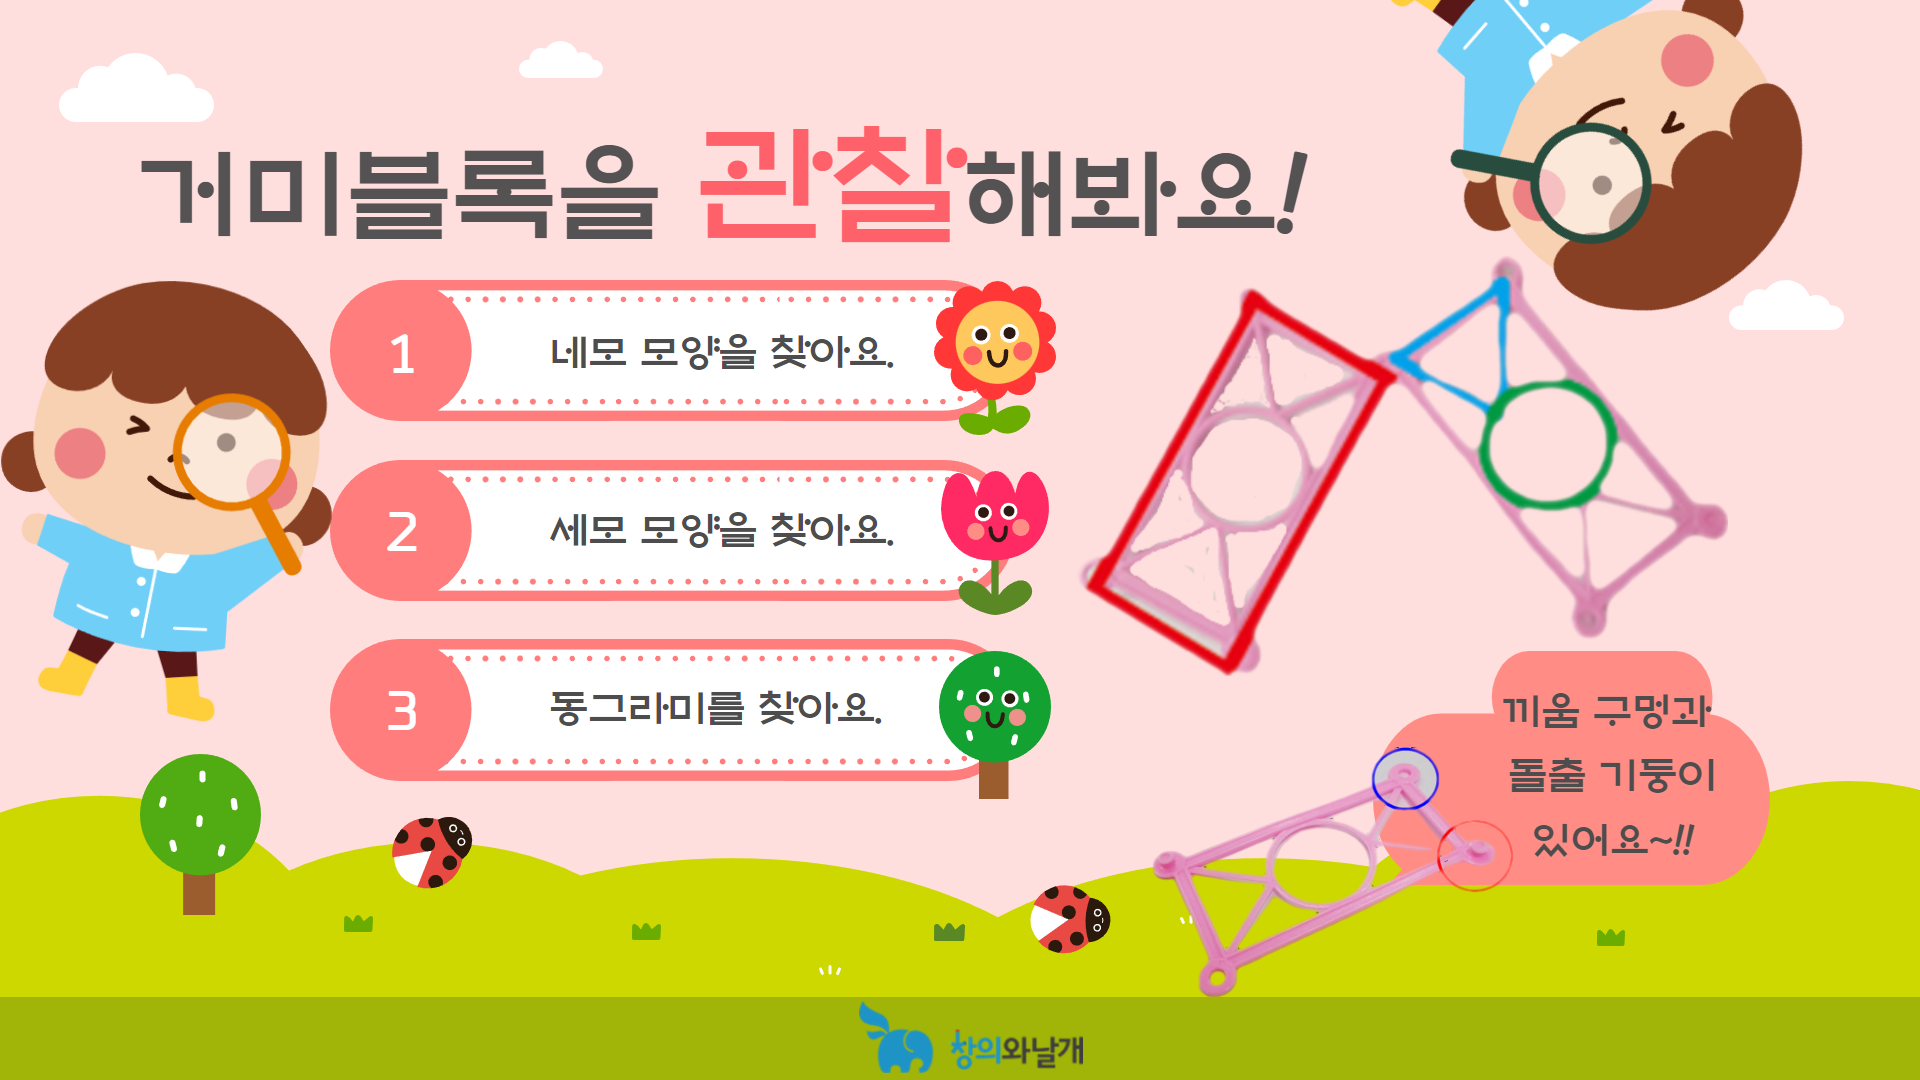 거미블록을 관찰해봐요!
1
네모 모양을 찾아요.
2
세모 모양을 찾아요.
3
동그라미를 찾아요.
끼움 구멍과
돌출 기둥이
있어요~!!
창의와날개